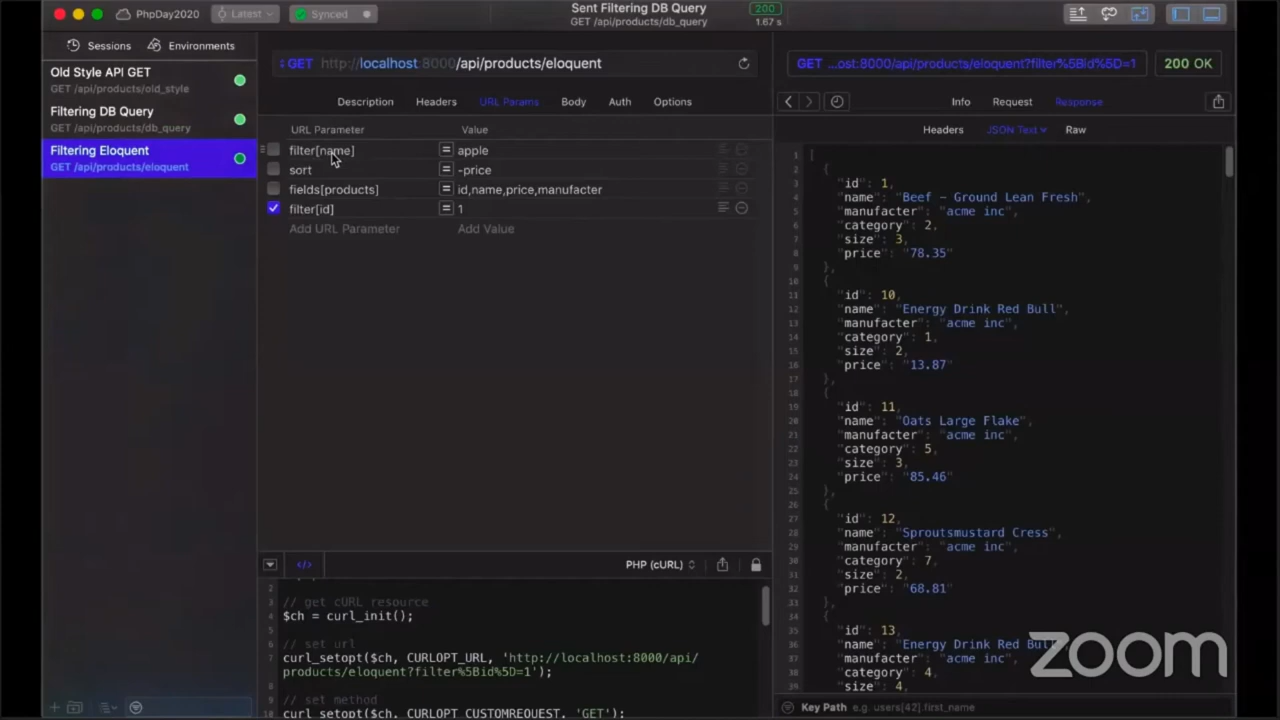 PhpDay2020
Latest
Synced
Sent Filtering DB Query
GET /api/products/db_query
200
1.67 s
Sessions
Environments
Old Style API GET
GET /api/products/old_style
Filtering DB Query
GET /api/products/db_query
Filtering Eloquent
GET /api/products/eloquent
GET http://localhost:8000/api/products/eloquent
Description Headers URL Params Body Auth Options
URL Parameter Value
filter[name] = apple
sort = -price
fields[products] = id,name,price,manufacter
filter[id] = 1
Add URL Parameter Add Value
</> PHP (cURL)
2
3 // get cURL resource
4 $ch = curl_init();
5
6 // set url
7 curl_setopt($ch, CURLOPT_URL, 'http://localhost:8000/api/
products/eloquent?filter%5Bid%5D=1');
8
9 // set method
10 curl_setopt($ch, CURLOPT_CUSTOMREQUEST, 'GET');
GET ...ost:8000/api/products/eloquent?filter%5Bid%5D=1
200 OK
Info Request Response
Headers JSON Text Raw
1 [
2 {
3 "id": 1,
4 "name": "Beef ~ Ground Lean Fresh",
5 "manufacter": "acme inc",
6 "category": 2,
7 "size": 3,
8 "price": "78.35"
9 },
10 {
11 "id": 10,
12 "name": "Energy Drink Red Bull",
13 "manufacter": "acme inc",
14 "category": 1,
15 "size": 2,
16 "price": "13.87"
17 },
18 {
19 "id": 11,
20 "name": "Oats Large Flake",
21 "manufacter": "acme inc",
22 "category": 5,
23 "size": 3,
24 "price": "85.46"
25 },
26 {
27 "id": 12,
28 "name": "Sproutsmustard Cress",
29 "manufacter": "acme inc",
30 "category": 7,
31 "size": 2,
32 "price": "68.81"
33 },
34 {
35 "id": 13,
36 "name": "Energy Drink Red Bull",
37 "manufacter": "acme inc",
38 "category": 4,
39 "size": 4,
Key Path e.g. users[42].first_name
zoom